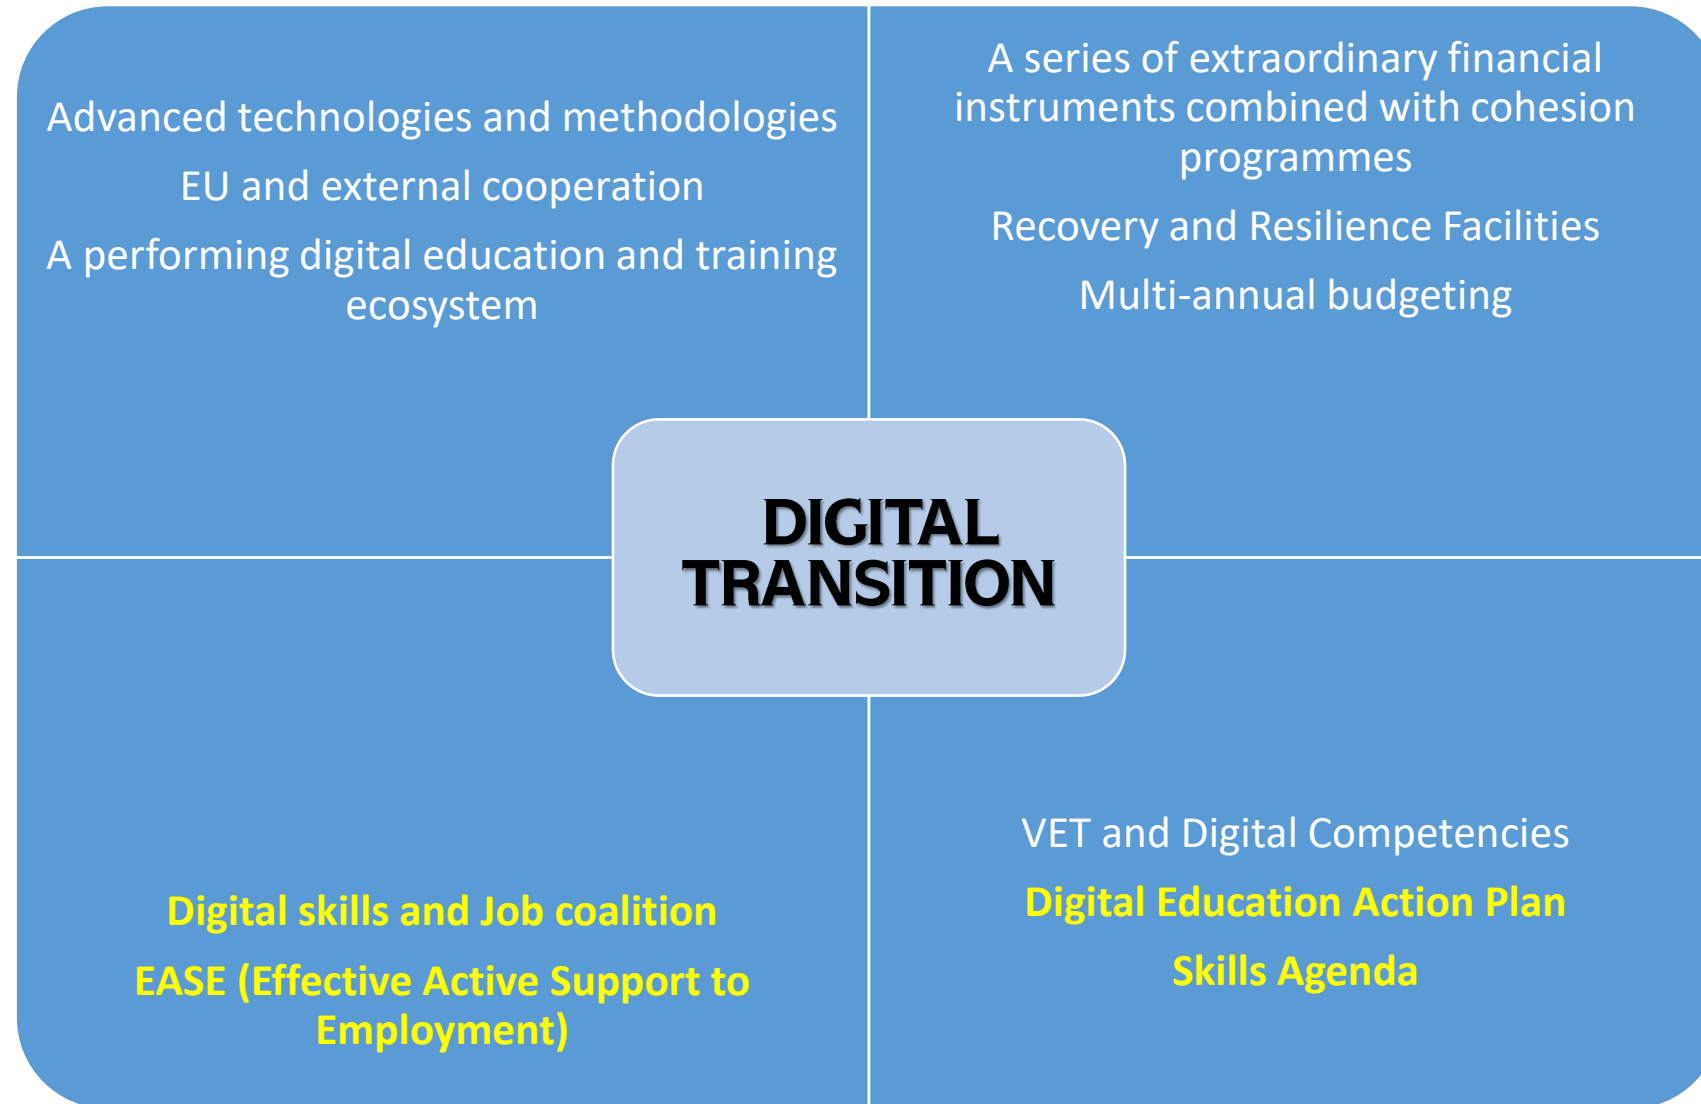 Advanced technologies and methodologies
EU and external cooperation
A performing digital education and training
ecosystem
A series of extraordinary financial
instruments combined with cohesion
programmes
Recovery and Resilience Facilities
Multi-annual budgeting
DIGITAL
TRANSITION
Digital skills and Job coalition
EASE (Effective Active Support to
Employment)
VET and Digital Competencies
Digital Education Action Plan
Skills Agenda